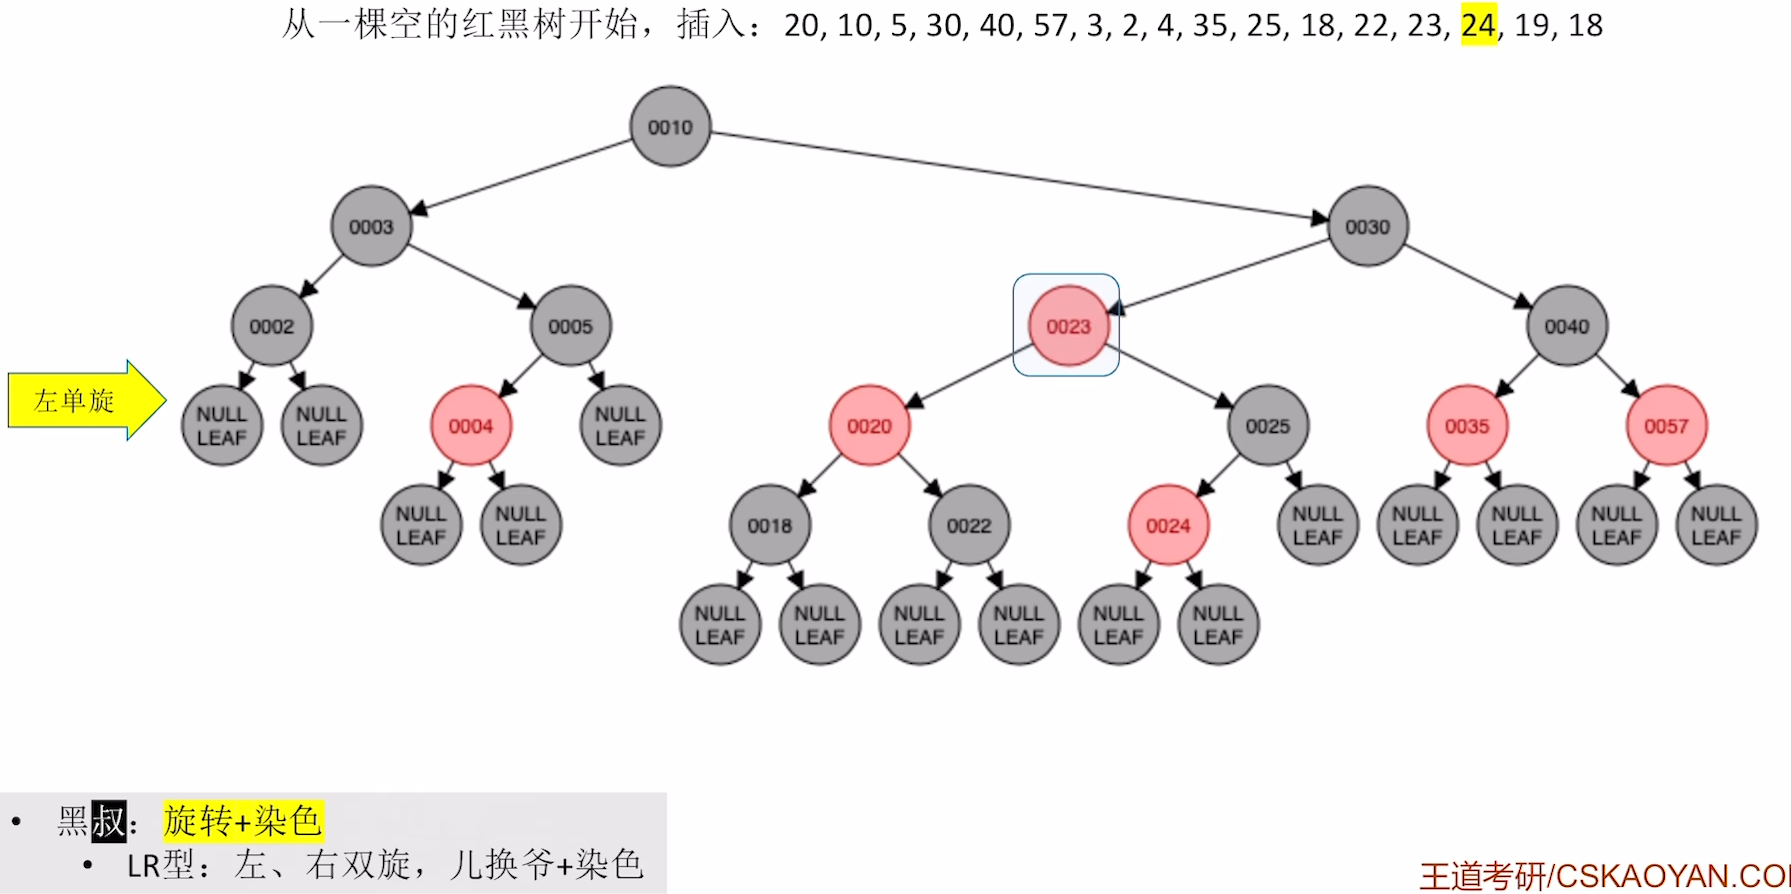 从一棵空的红黑树开始，插入：20, 10, 5, 30, 40, 57, 3, 2, 4, 35, 25, 18, 22, 23, 24, 19, 18
0010
0003
0030
0002
0005
0023
0040
左单旋
NULL LEAF
NULL LEAF
0004
NULL LEAF
0020
0025
0035
0057
NULL LEAF
NULL LEAF
0018
0022
0024
NULL LEAF
NULL LEAF
NULL LEAF
NULL LEAF
NULL LEAF
NULL LEAF
NULL LEAF
NULL LEAF
NULL LEAF
NULL LEAF
NULL LEAF
• 黑叔：旋转+染色
• LR型：左、右双旋，儿换爷+染色
王道考研/CSKAOYAN.CO